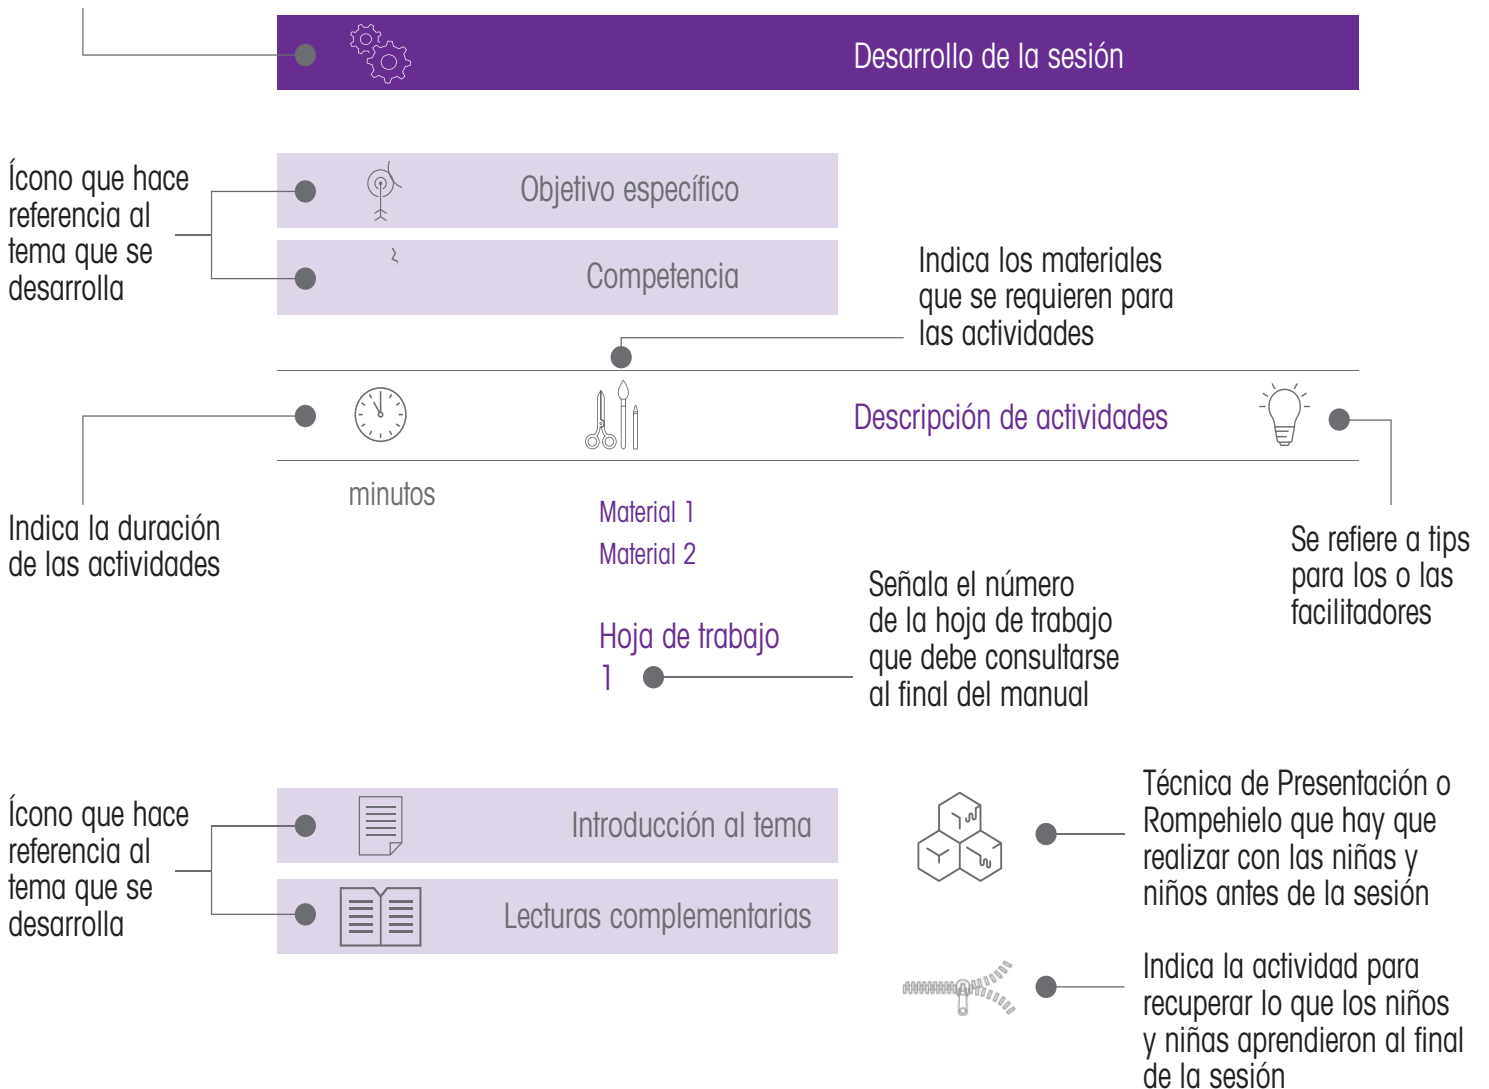 Desarrollo de la sesión
Ícono que hace
referencia al
tema que se
desarrolla
Objetivo específico
Competencia
Indica los materiales
que se requieren para
las actividades
Descripción de actividades
minutos
Indica la duración
de las actividades
Material 1
Material 2
Se refiere a tips
para los o las
facilitadores
Hoja de trabajo
1
Señala el número
de la hoja de trabajo
que debe consultarse
al final del manual
Ícono que hace
referencia al
tema que se
desarrolla
Introducción al tema
Lecturas complementarias
Técnica de Presentación o
Rompehielo que hay que
realizar con las niñas y
niños antes de la sesión
Indica la actividad para
recuperar lo que los niños
y niñas aprendieron al final
de la sesión